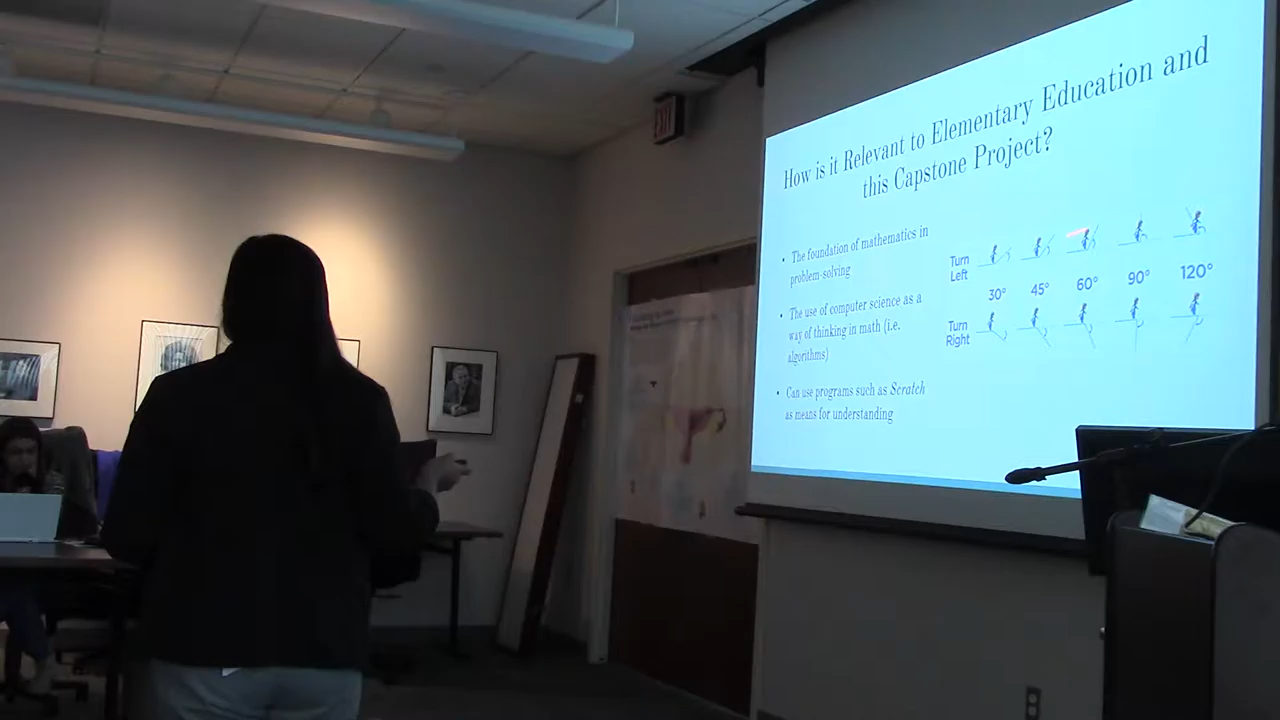 EXIT
How is it Relevant to Elementary Education and
this Capstone Project?
• The foundation of mathematics in
problem-solving
• The use of computer science as a
way of thinking in math (i.e.
algorithms)
• Can use programs such as Scratch
as means for understanding
Turn
Left
30° 45° 60° 90° 120°
Turn
Right